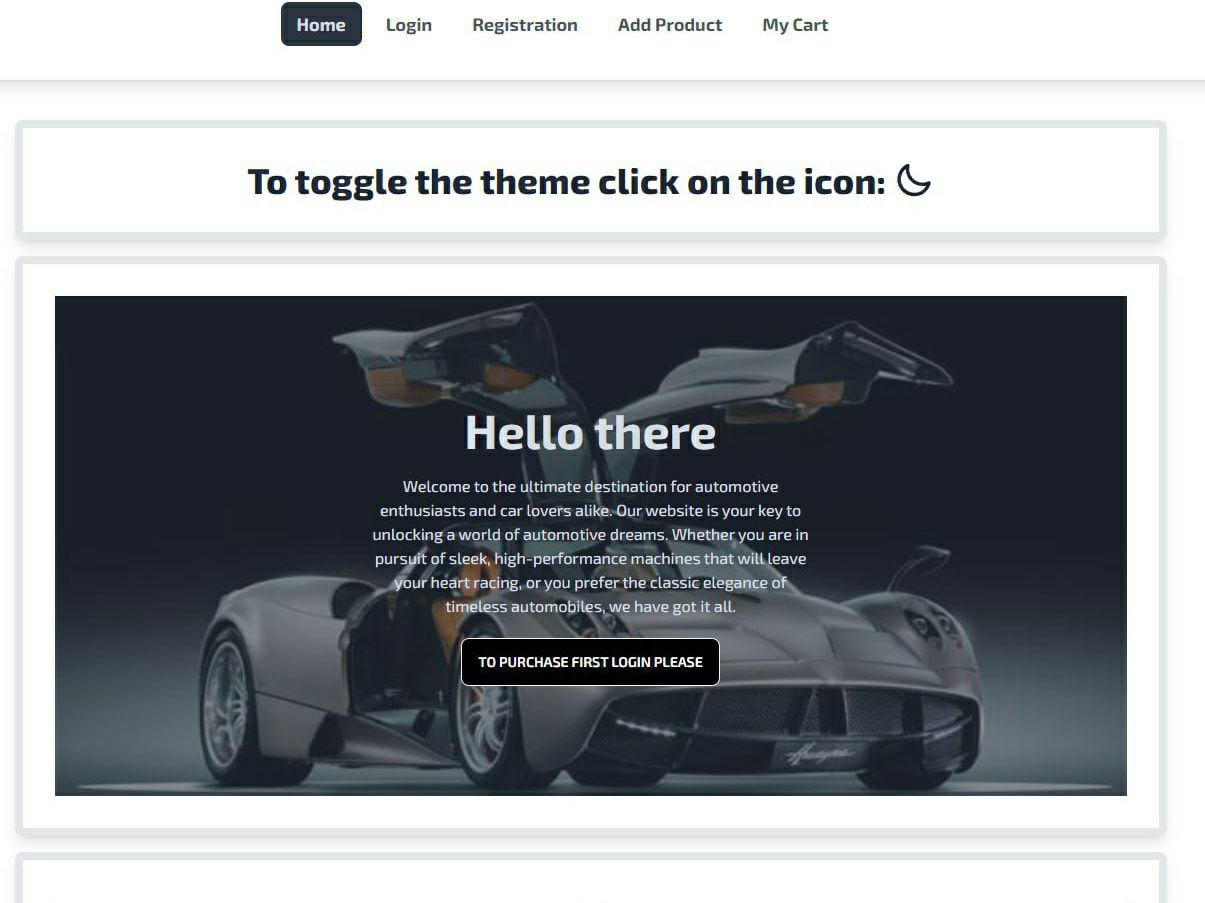 Home Login Registration Add Product My Cart
To toggle the theme click on the icon:
Hello there
Welcome to the ultimate destination for automotive
enthusiasts and car lovers alike. Our website is your key to
unlocking a world of automotive dreams. Whether you are in
pursuit of sleek, high-performance machines that will leave
your heart racing, or you prefer the classic elegance of
timeless automobiles, we have got it all.
TO PURCHASE FIRST LOGIN PLEASE
Huayra